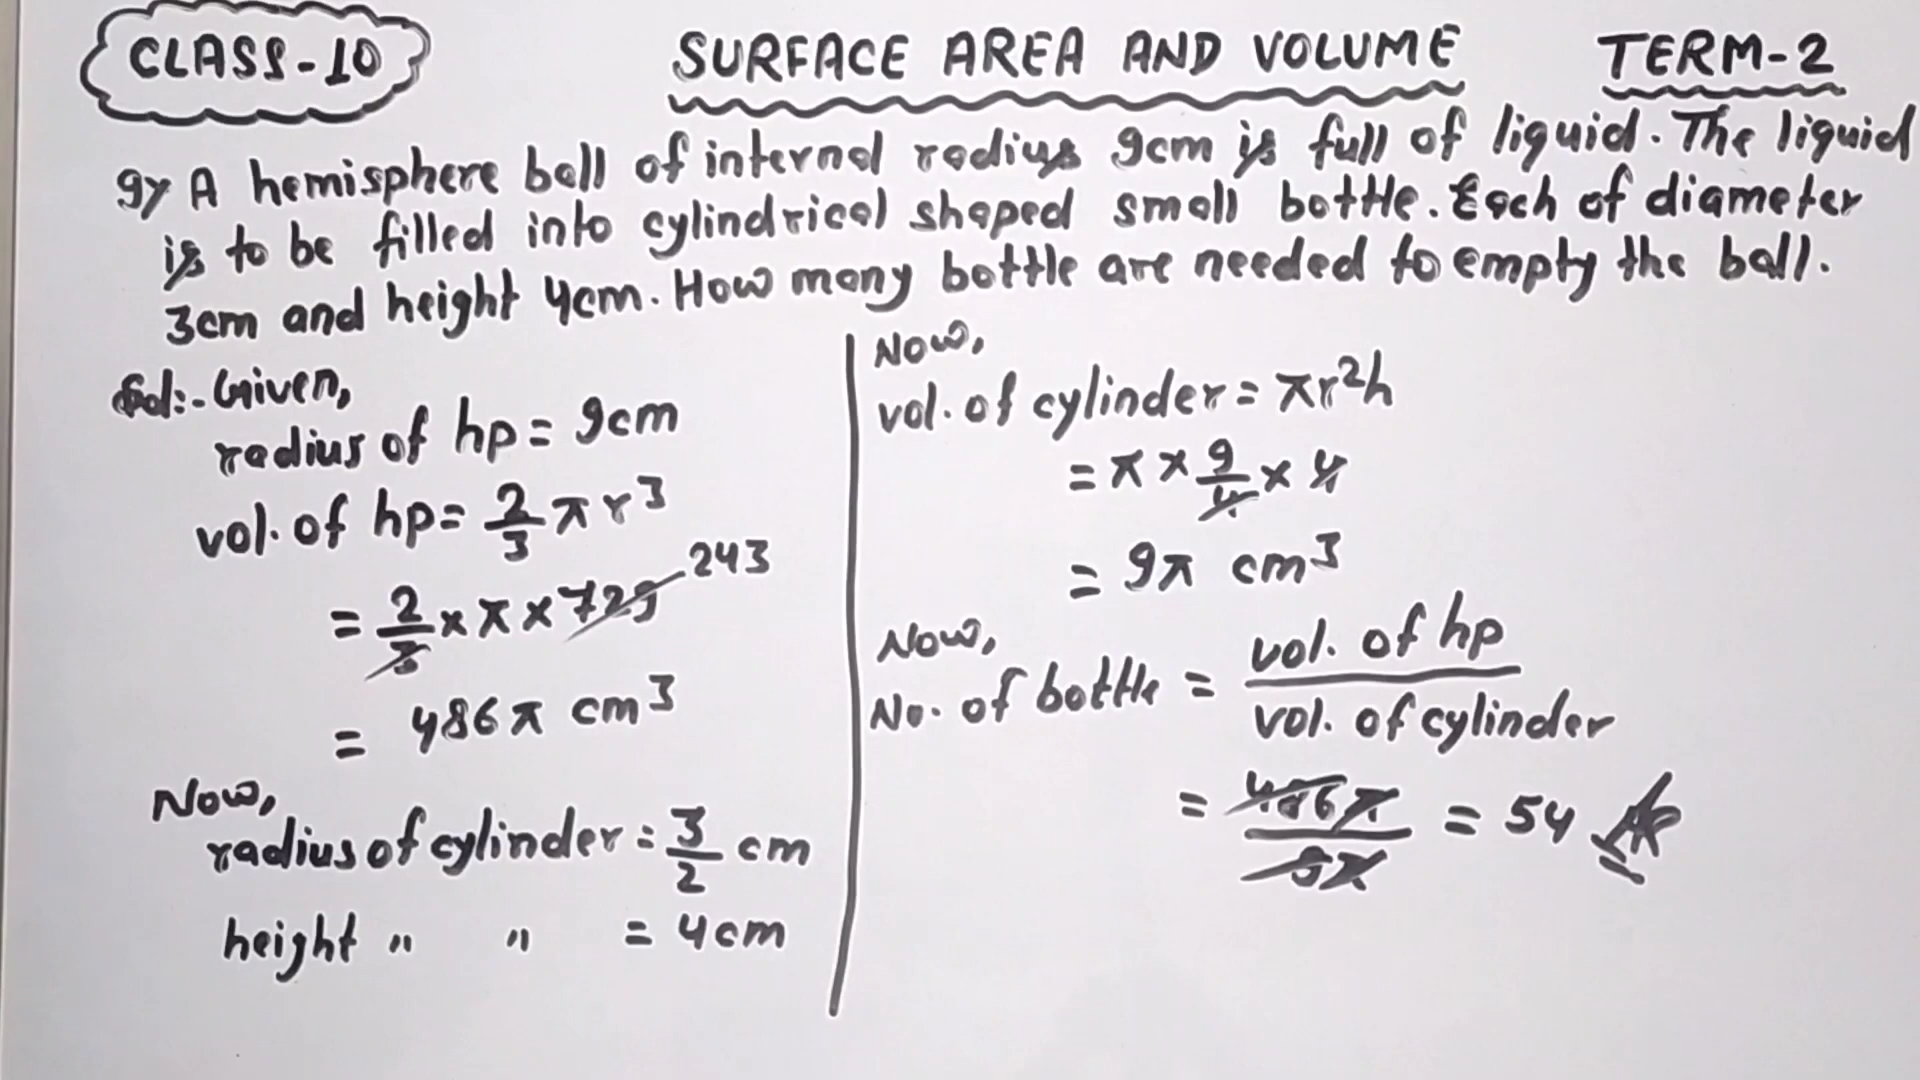 CLASS-10
SURFACE AREA AND VOLUME
TERM-2
9> A hemisphere ball of internal radius 9cm is full of liquid. The liquid
is to be filled into cylindrical shaped small bottle. Each of diameter
3cm and height 4cm. How many bottle are needed to empty the ball.
Sol:- Given,
radius of hp = 9cm
vol. of hp = 2/3 πr³
= 2/3 × π × 729 243
= 486π cm³
Now,
radius of cylinder = 3/2 cm
height " " = 4cm
Now,
vol. of cylinder = πr²h
= π × 9/4 × 4
= 9π cm³
Now,
No. of bottle = vol. of hp / vol. of cylinder
= 486π / 9π = 54